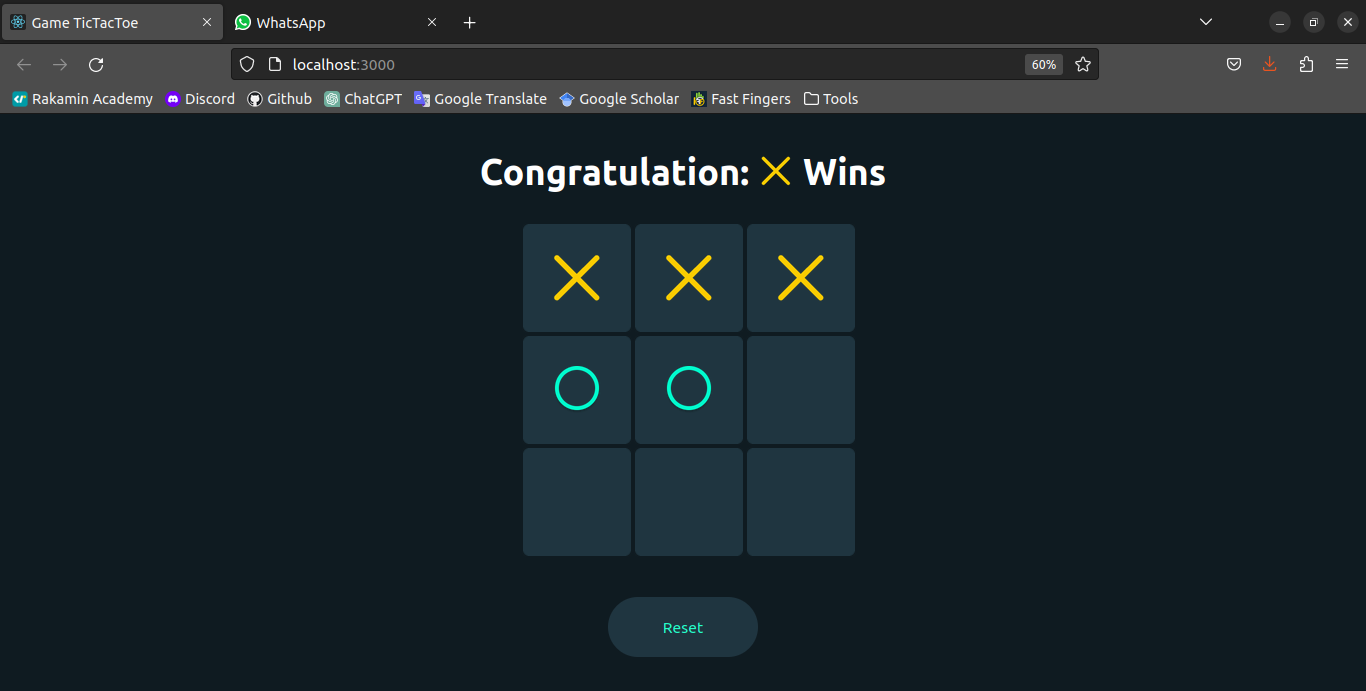 Game TicTacToe WhatsApp
localhost:3000 60%
Rakamin Academy Discord Github ChatGPT Google Translate Google Scholar Fast Fingers Tools
Congratulation: X Wins
X X X
O O
Reset